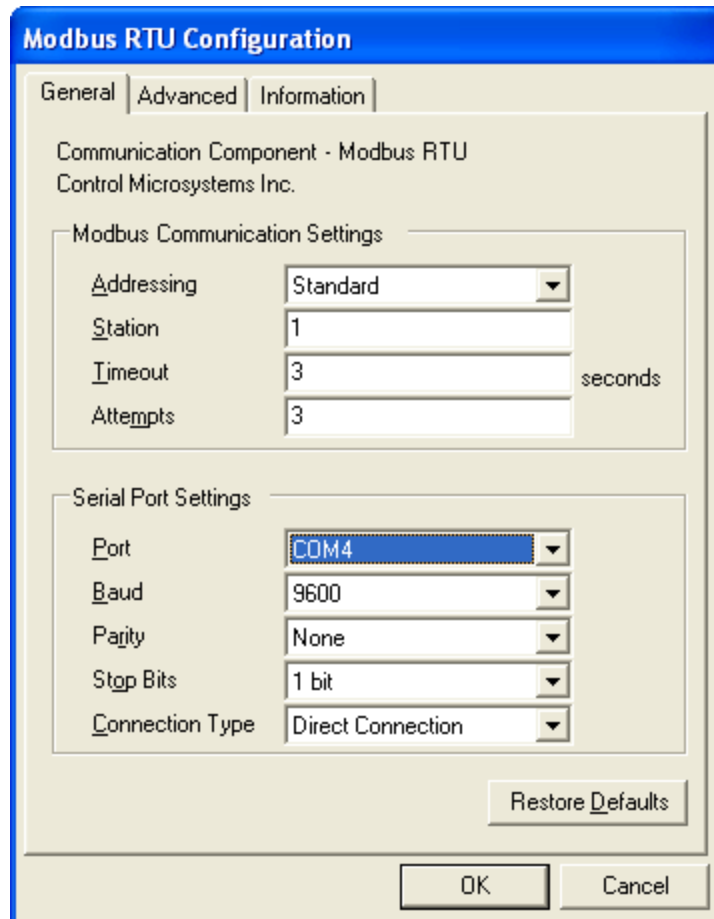 Modbus RTU Configuration
General Advanced Information
Communication Component - Modbus RTU
Control Microsystems Inc.
Modbus Communication Settings
Addressing Standard
Station 1
Timeout 3 seconds
Attempts 3
Serial Port Settings
Port COM4
Baud 9600
Parity None
Stop Bits 1 bit
Connection Type Direct Connection
Restore Defaults
OK Cancel